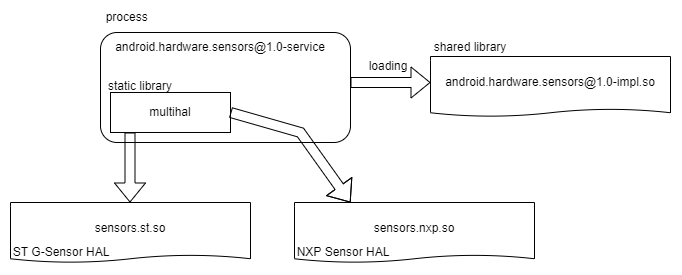 process
android.hardware.sensors@1.0-service
shared library
loading
android.hardware.sensors@1.0-impl.so
static library
multihal
sensors.st.so
ST G-Sensor HAL
sensors.nxp.so
NXP Sensor HAL